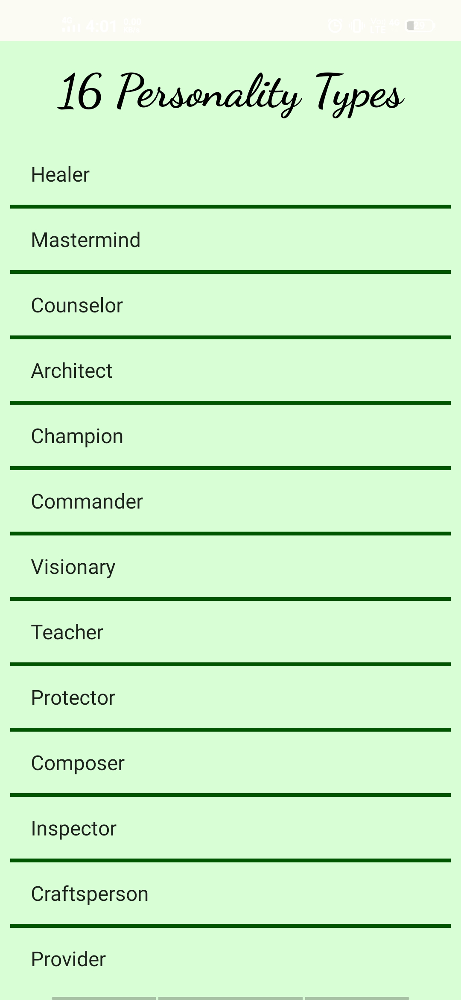 4G 4:01 0.00
KB/s
Vo)) 4G 29
LTE
16 Personality Types
Healer
Mastermind
Counselor
Architect
Champion
Commander
Visionary
Teacher
Protector
Composer
Inspector
Craftsperson
Provider